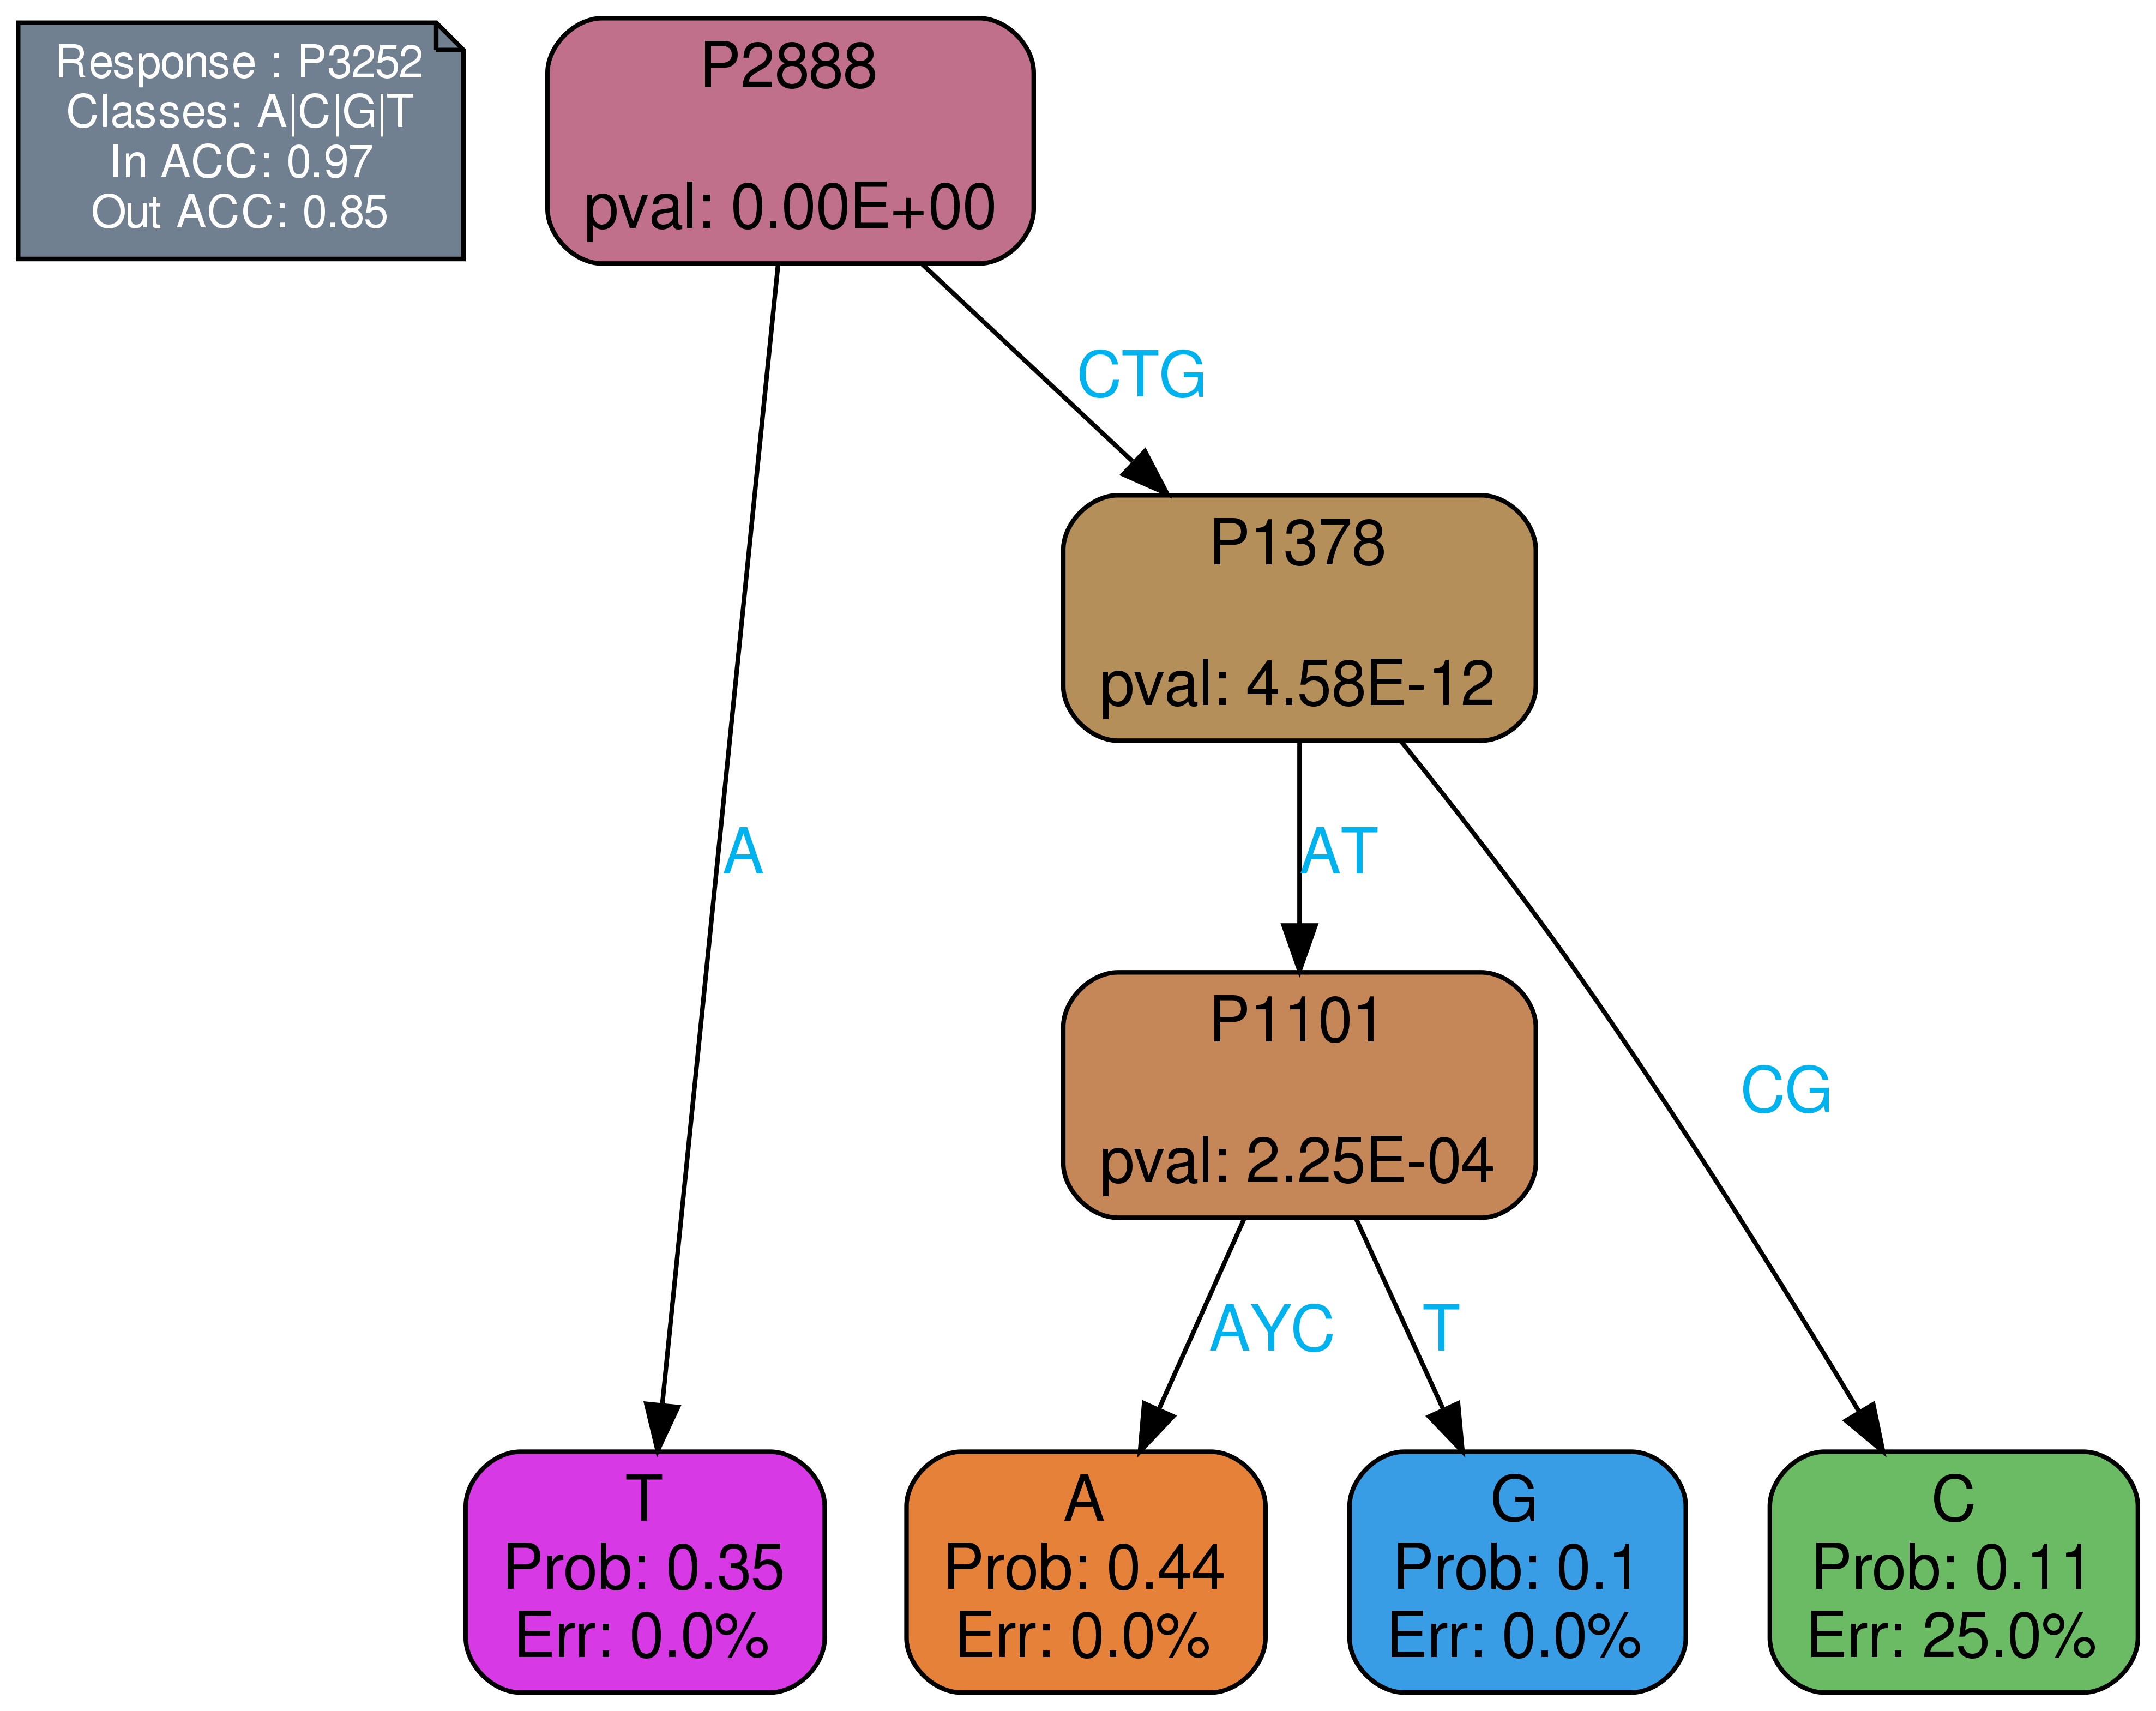 Response : P3252
Classes: A|C|G|T
In ACC: 0.97
Out ACC: 0.85
P2888
pval: 0.00E+00
CTG
P1378
pval: 4.58E-12
A
AT
CG
P1101
pval: 2.25E-04
AYC
T
T
Prob: 0.35
Err: 0.0%
A
Prob: 0.44
Err: 0.0%
G
Prob: 0.1
Err: 0.0%
C
Prob: 0.11
Err: 25.0%